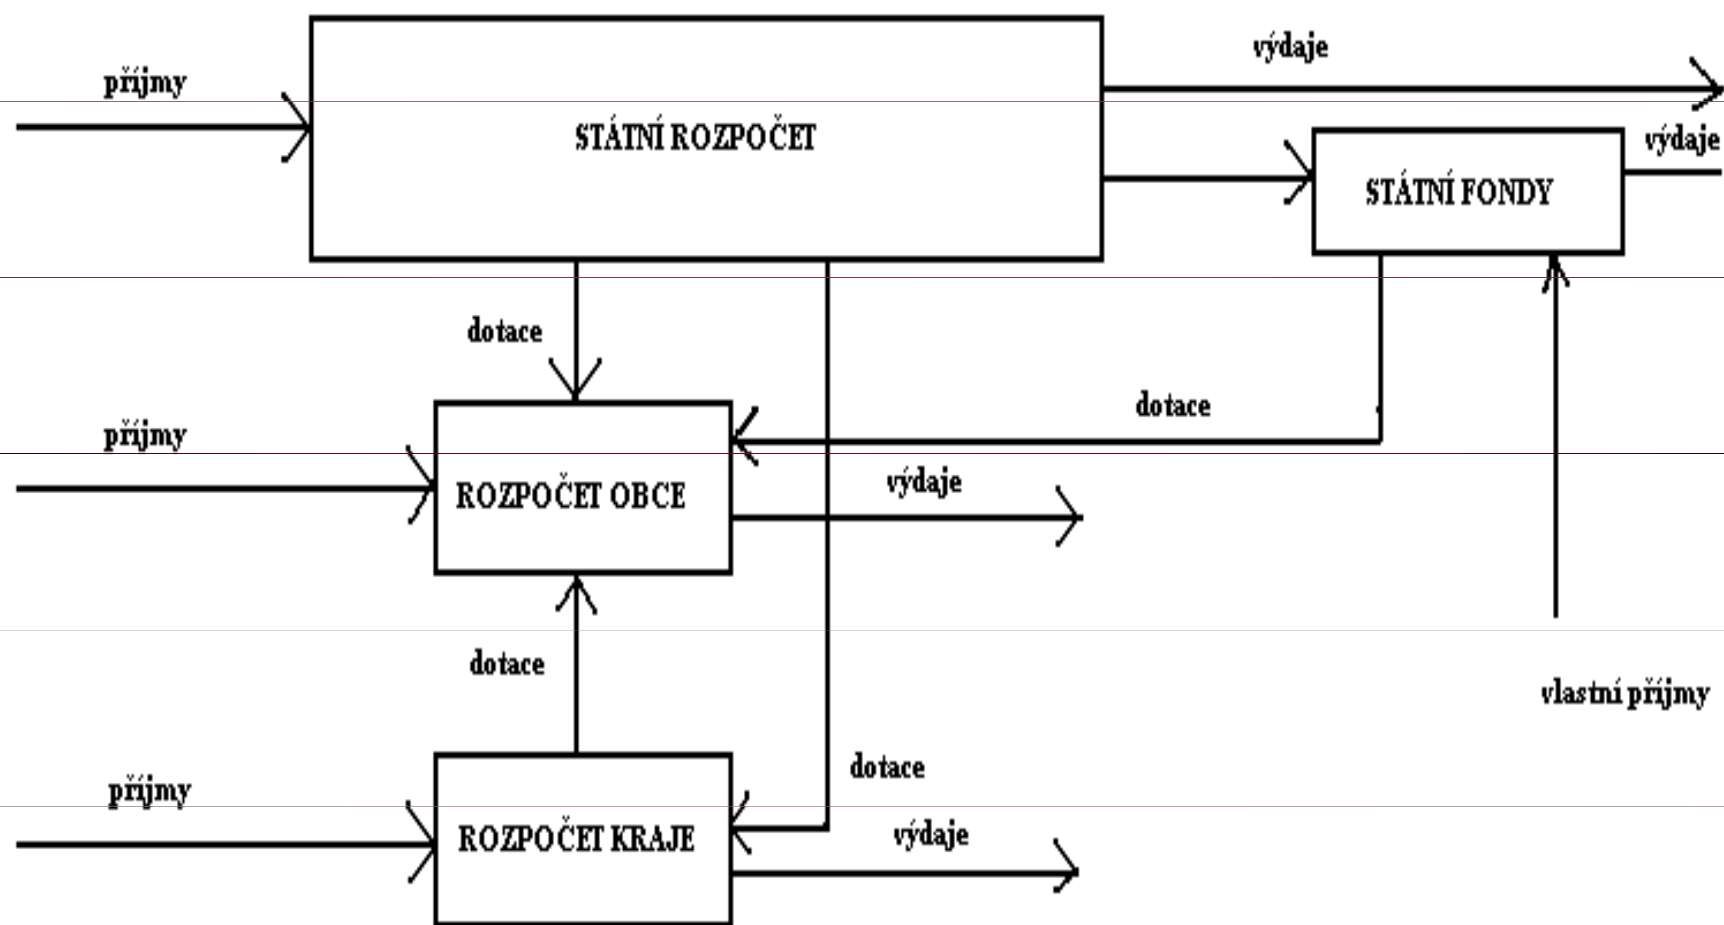 výdaje
příjmy
STÁTNÍ ROZPOČET
výdaje
STÁTNÍ FONDY
dotace
dotace
příjmy
výdaje
ROZPOČET OBCE
dotace
vlastní příjmy
dotace
příjmy
výdaje
ROZPOČET KRAJE